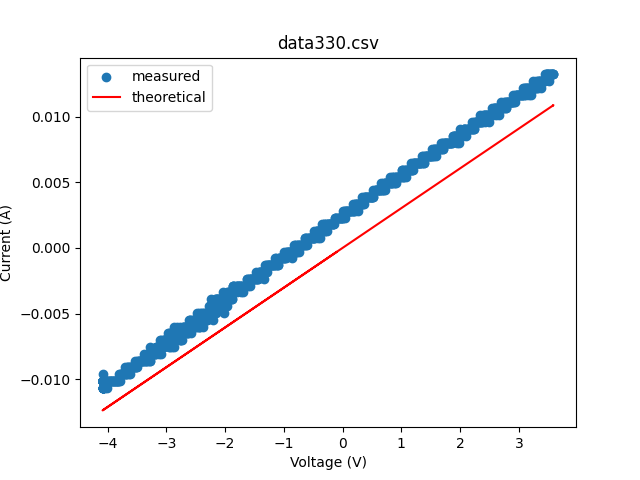 data330.csv
measured
theoretical
0.010
0.005
0.000
−0.005
−0.010
Current (A)
−4
−3
−2
−1
0
1
2
3
Voltage (V)